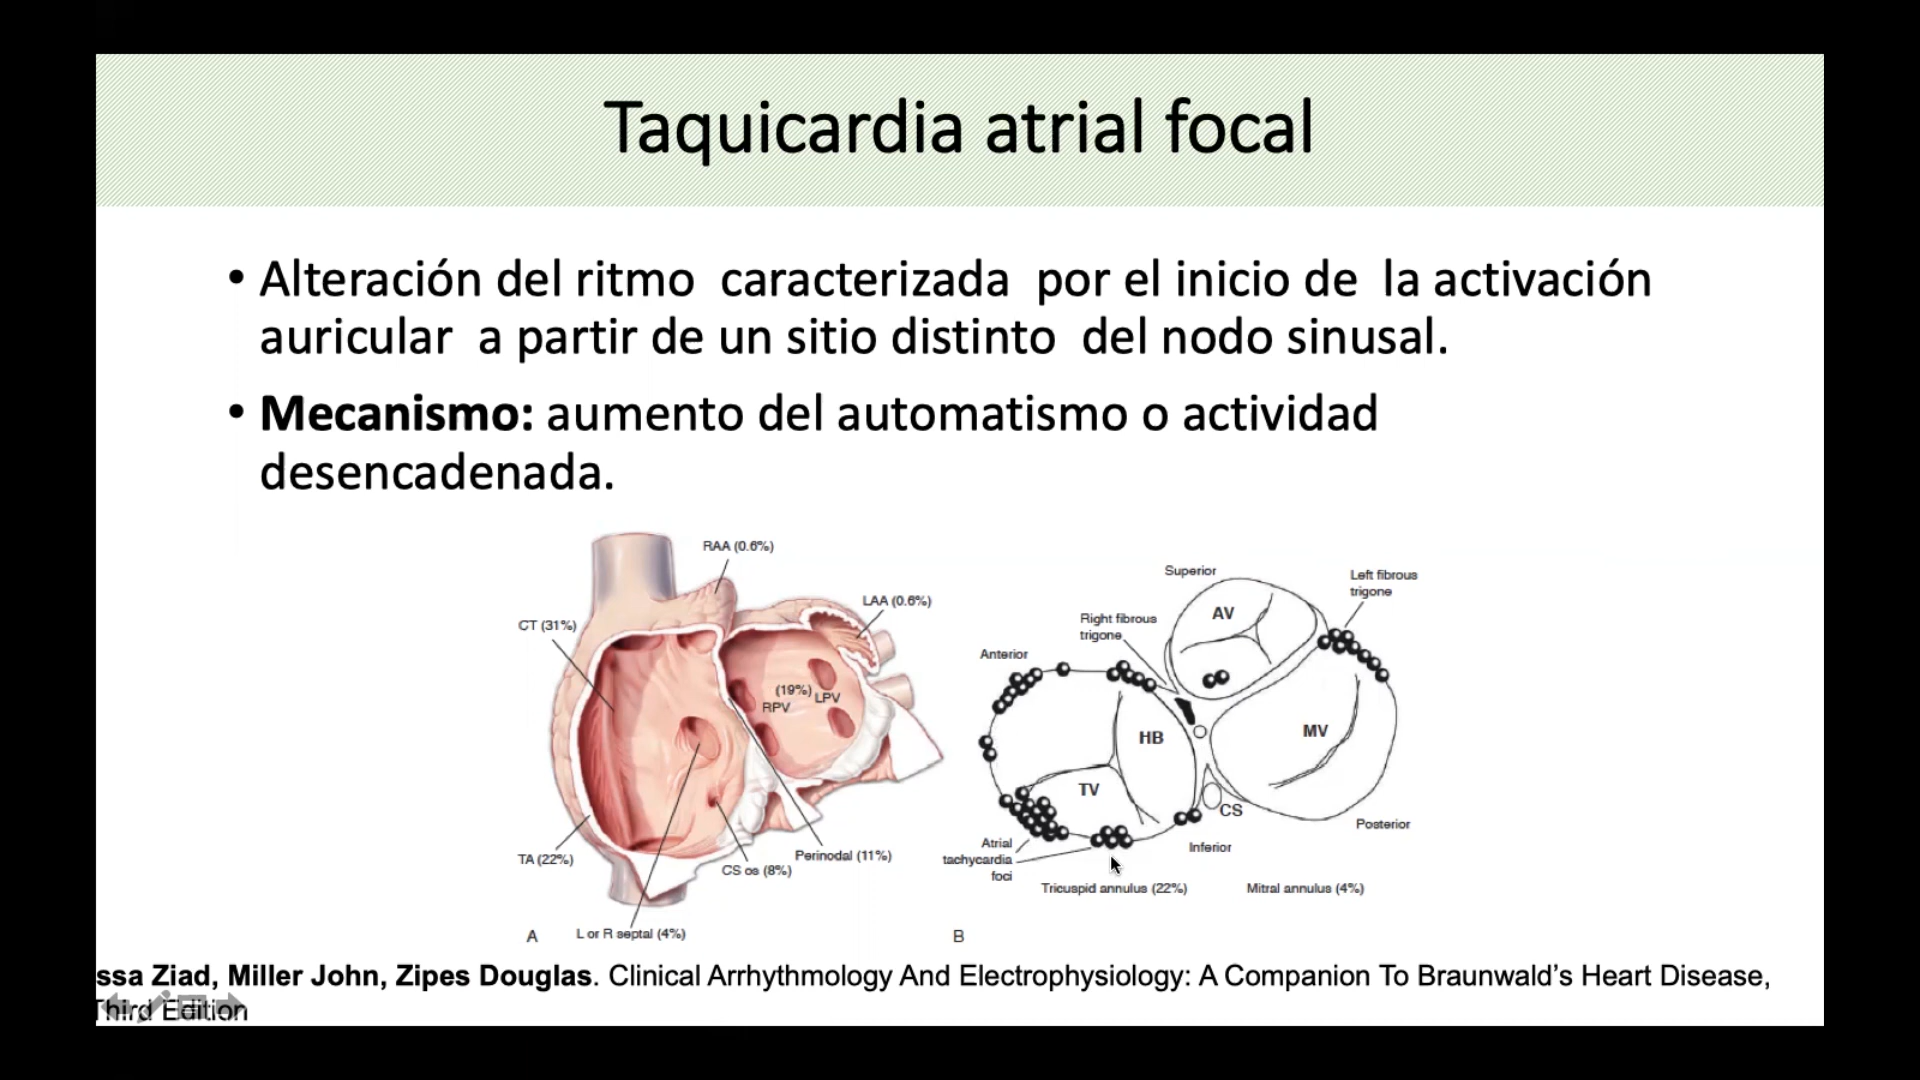 Taquicardia atrial focal
• Alteración del ritmo caracterizada por el inicio de la activación
auricular a partir de un sitio distinto del nodo sinusal.
• Mecanismo: aumento del automatismo o actividad
desencadenada.
RAA (0.6%)
LAA (0.6%)
CT (31%)
(19%)
RPV
LPV
TA (22%)
CS os (8%)
Perinodal (11%)
L or R septal (4%)
A
Superior
Left fibrous
trigone
Right fibrous
trigone
AV
Anterior
HB
MV
TV
CS
Posterior
Inferior
Atrial
tachycardia
foci
Tricuspid annulus (22%)
Mitral annulus (4%)
B
ssa Ziad, Miller John, Zipes Douglas. Clinical Arrhythmology And Electrophysiology: A Companion To Braunwald’s Heart Disease,
Third Edition